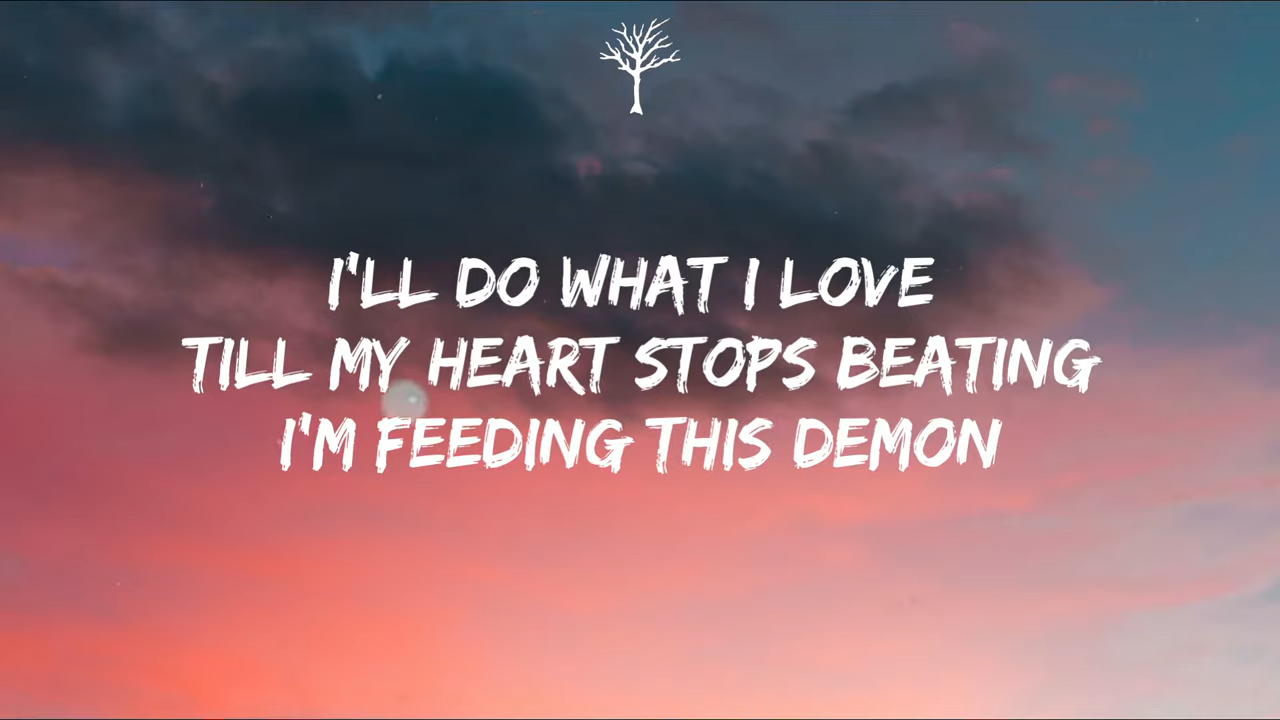 I'LL DO WHAT I LOVE
TILL MY HEART STOPS BEATING
I'M FEEDING THIS DEMON